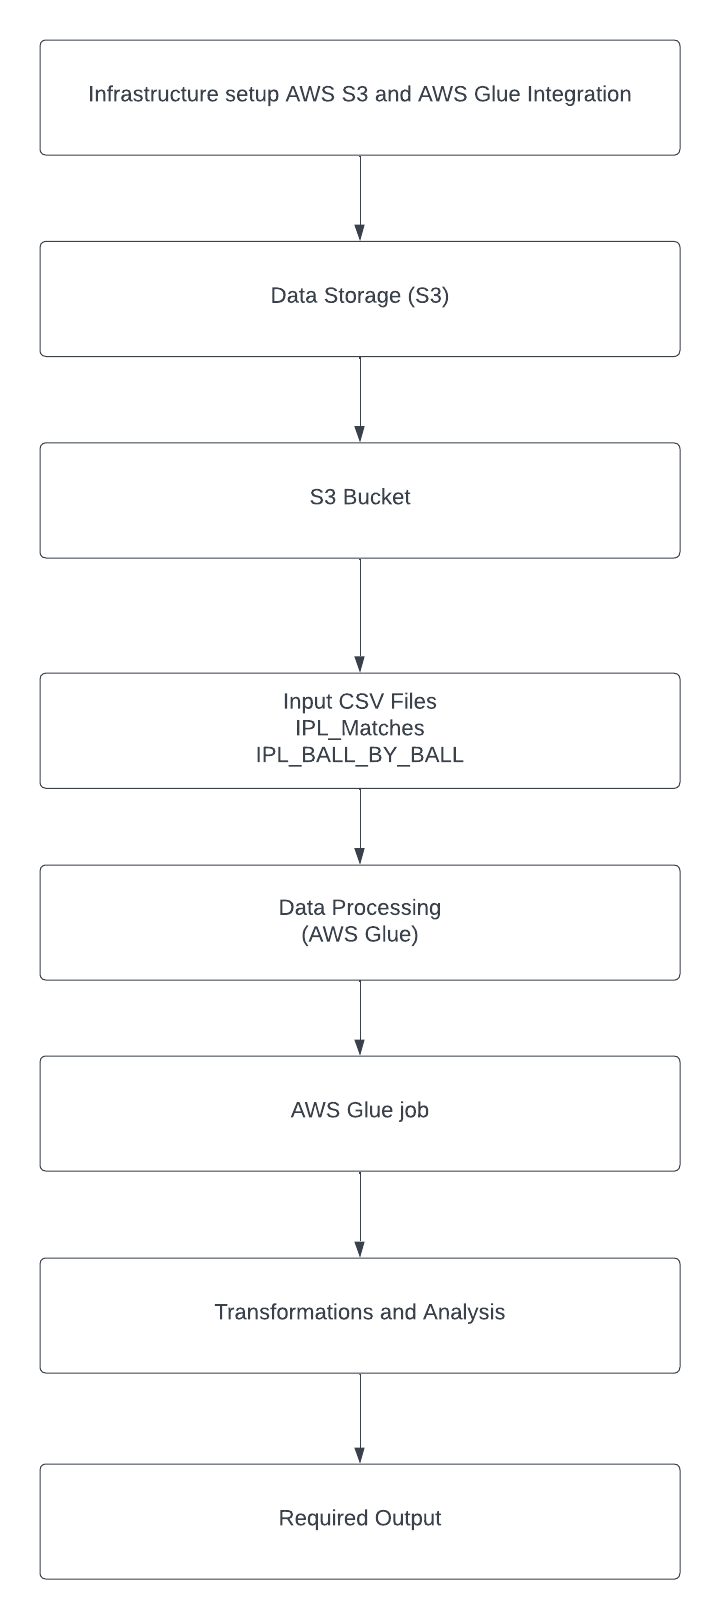 Infrastructure setup AWS S3 and AWS Glue Integration
Data Storage (S3)
S3 Bucket
Input CSV Files
IPL_Matches
IPL_BALL_BY_BALL
Data Processing
(AWS Glue)
AWS Glue job
Transformations and Analysis
Required Output